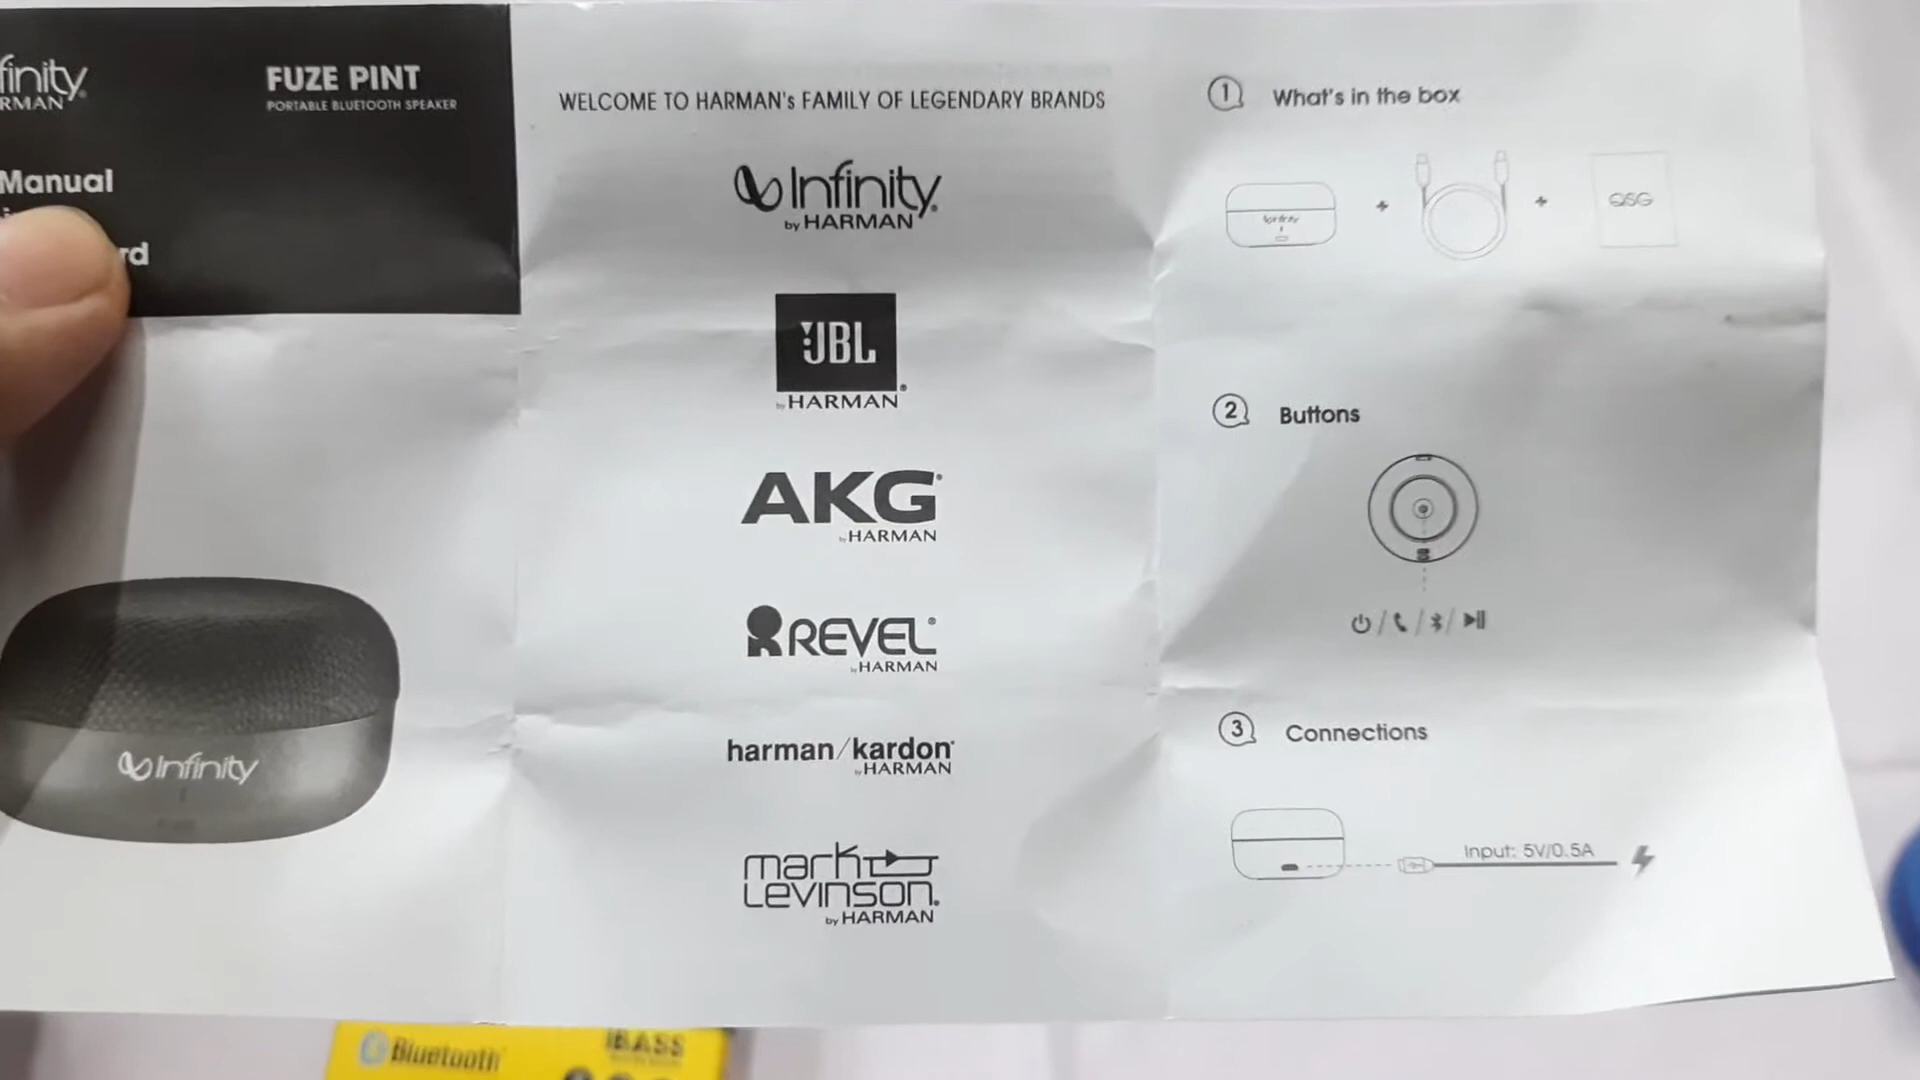 finity
RMAN
FUZE PINT
PORTABLE BLUETOOTH SPEAKER
Manual
rd
Infinity
WELCOME TO HARMAN's FAMILY OF LEGENDARY BRANDS
Infinity
by HARMAN
JBL
by HARMAN
AKG
by HARMAN
REVEL
by HARMAN
harman/kardon
by HARMAN
mark
Levinson
by HARMAN
1 What's in the box
Infinity
+ +
QSG
2 Buttons
3 Connections
Input: 5V/0.5A
Bluetooth
BASS